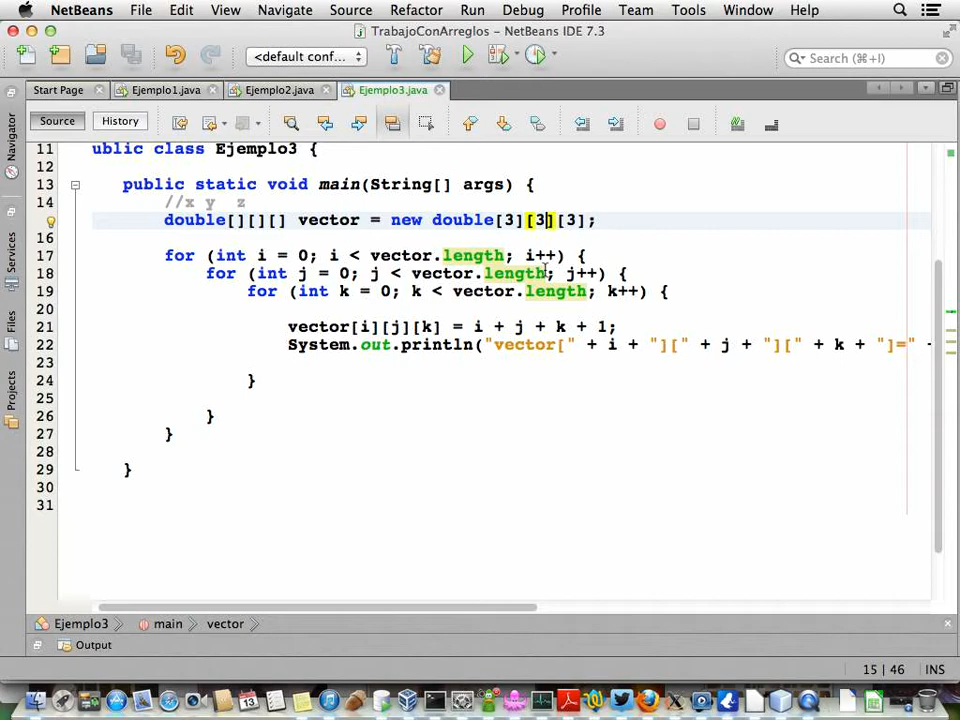 NetBeans File Edit View Navigate Source Refactor Run Debug Profile Team Tools Window Help
TrabajoConArreglos – NetBeans IDE 7.3
<default conf... Search (⌘+I)
Start Page Ejemplo1.java Ejemplo2.java Ejemplo3.java
Source History
Navigator
Services
Files
Projects
11 ublic class Ejemplo3 {
12
13 public static void main(String[] args) {
14 //x y z
double[][][] vector = new double[3][3][3];
16
17 for (int i = 0; i < vector.length; i++) {
18 for (int j = 0; j < vector.length; j++) {
19 for (int k = 0; k < vector.length; k++) {
20
21 vector[i][j][k] = i + j + k + 1;
22 System.out.println("vector[" + i + "][" + j + "][" + k + "]=" +
23
24 }
25
26 }
27 }
28
29 }
30
31
Ejemplo3 main vector
Output
15 | 46 INS